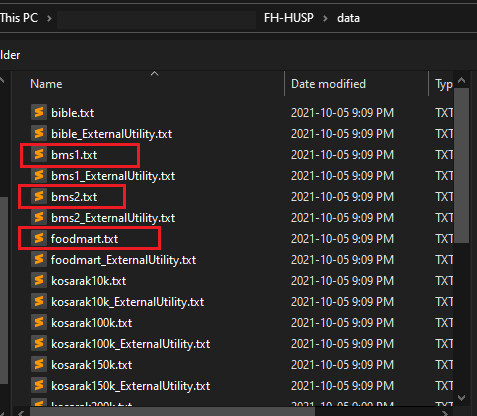 This PC FH-HUSP data
lder
Name Date modified Typ
bible.txt 2021-10-05 9:09 PM TXT
bible_ExternalUtility.txt 2021-10-05 9:09 PM TXT
bms1.txt 2021-10-05 9:09 PM TXT
bms1_ExternalUtility.txt 2021-10-05 9:09 PM TXT
bms2.txt 2021-10-05 9:09 PM TXT
bms2_ExternalUtility.txt 2021-10-05 9:09 PM TXT
foodmart.txt 2021-10-05 9:09 PM TXT
foodmart_ExternalUtility.txt 2021-10-05 9:09 PM TXT
kosarak10k.txt 2021-10-05 9:09 PM TXT
kosarak10k_ExternalUtility.txt 2021-10-05 9:09 PM TXT
kosarak100k.txt 2021-10-05 9:09 PM TXT
kosarak100k_ExternalUtility.txt 2021-10-05 9:09 PM TXT
kosarak150k.txt 2021-10-05 9:09 PM TXT
kosarak150k_ExternalUtility.txt 2021-10-05 9:09 PM TXT